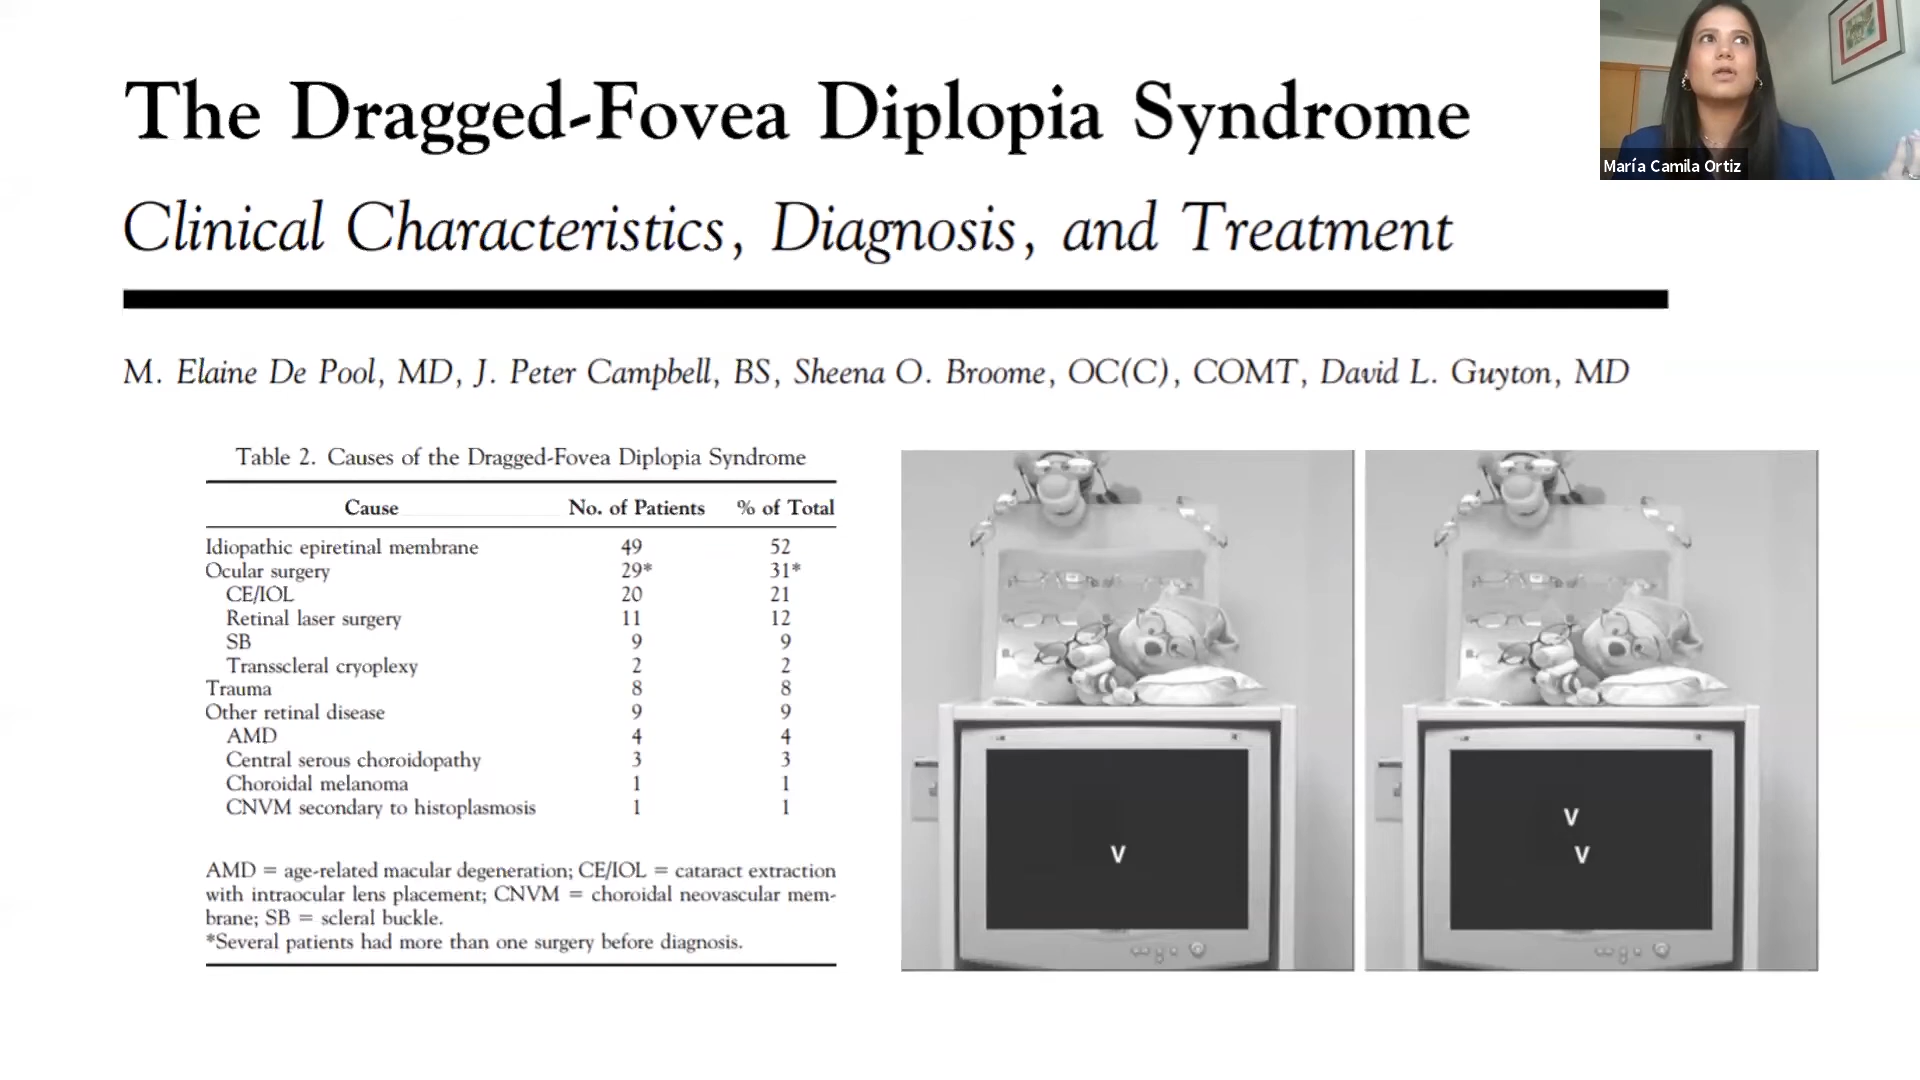 The Dragged-Fovea Diplopia Syndrome
Clinical Characteristics, Diagnosis, and Treatment
M. Elaine De Pool, MD, J. Peter Campbell, BS, Sheena O. Broome, OC(C), COMT, David L. Guyton, MD
María Camila Ortiz
Table 2. Causes of the Dragged-Fovea Diplopia Syndrome
Cause No. of Patients % of Total
Idiopathic epiretinal membrane 49 52
Ocular surgery 29* 31*
CE/IOL 20 21
Retinal laser surgery 11 12
SB 9 9
Transscleral cryoplexy 2 2
Trauma 8 8
Other retinal disease 9 9
AMD 4 4
Central serous choroidopathy 3 3
Choroidal melanoma 1 1
CNVM secondary to histoplasmosis 1 1
AMD = age-related macular degeneration; CE/IOL = cataract extraction
with intraocular lens placement; CNVM = choroidal neovascular mem-
brane; SB = scleral buckle.
*Several patients had more than one surgery before diagnosis.
V
V
V